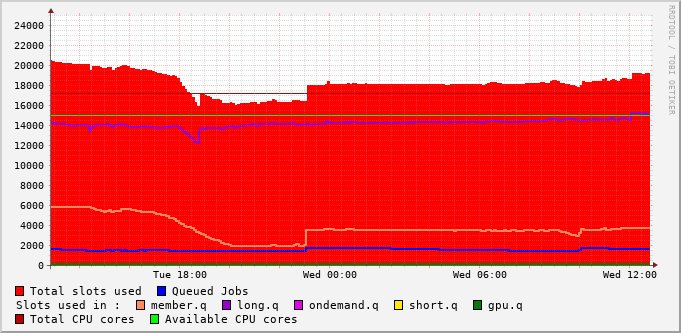 24000
22000
20000
18000
16000
14000
12000
10000
8000
6000
4000
2000
0
Tue 18:00 Wed 00:00 Wed 06:00 Wed 12:00
Total slots used Queued Jobs
Slots used in : member.q long.q ondemand.q short.q gpu.q
Total CPU cores Available CPU cores
RRDTOOL / TOBI OETIKER